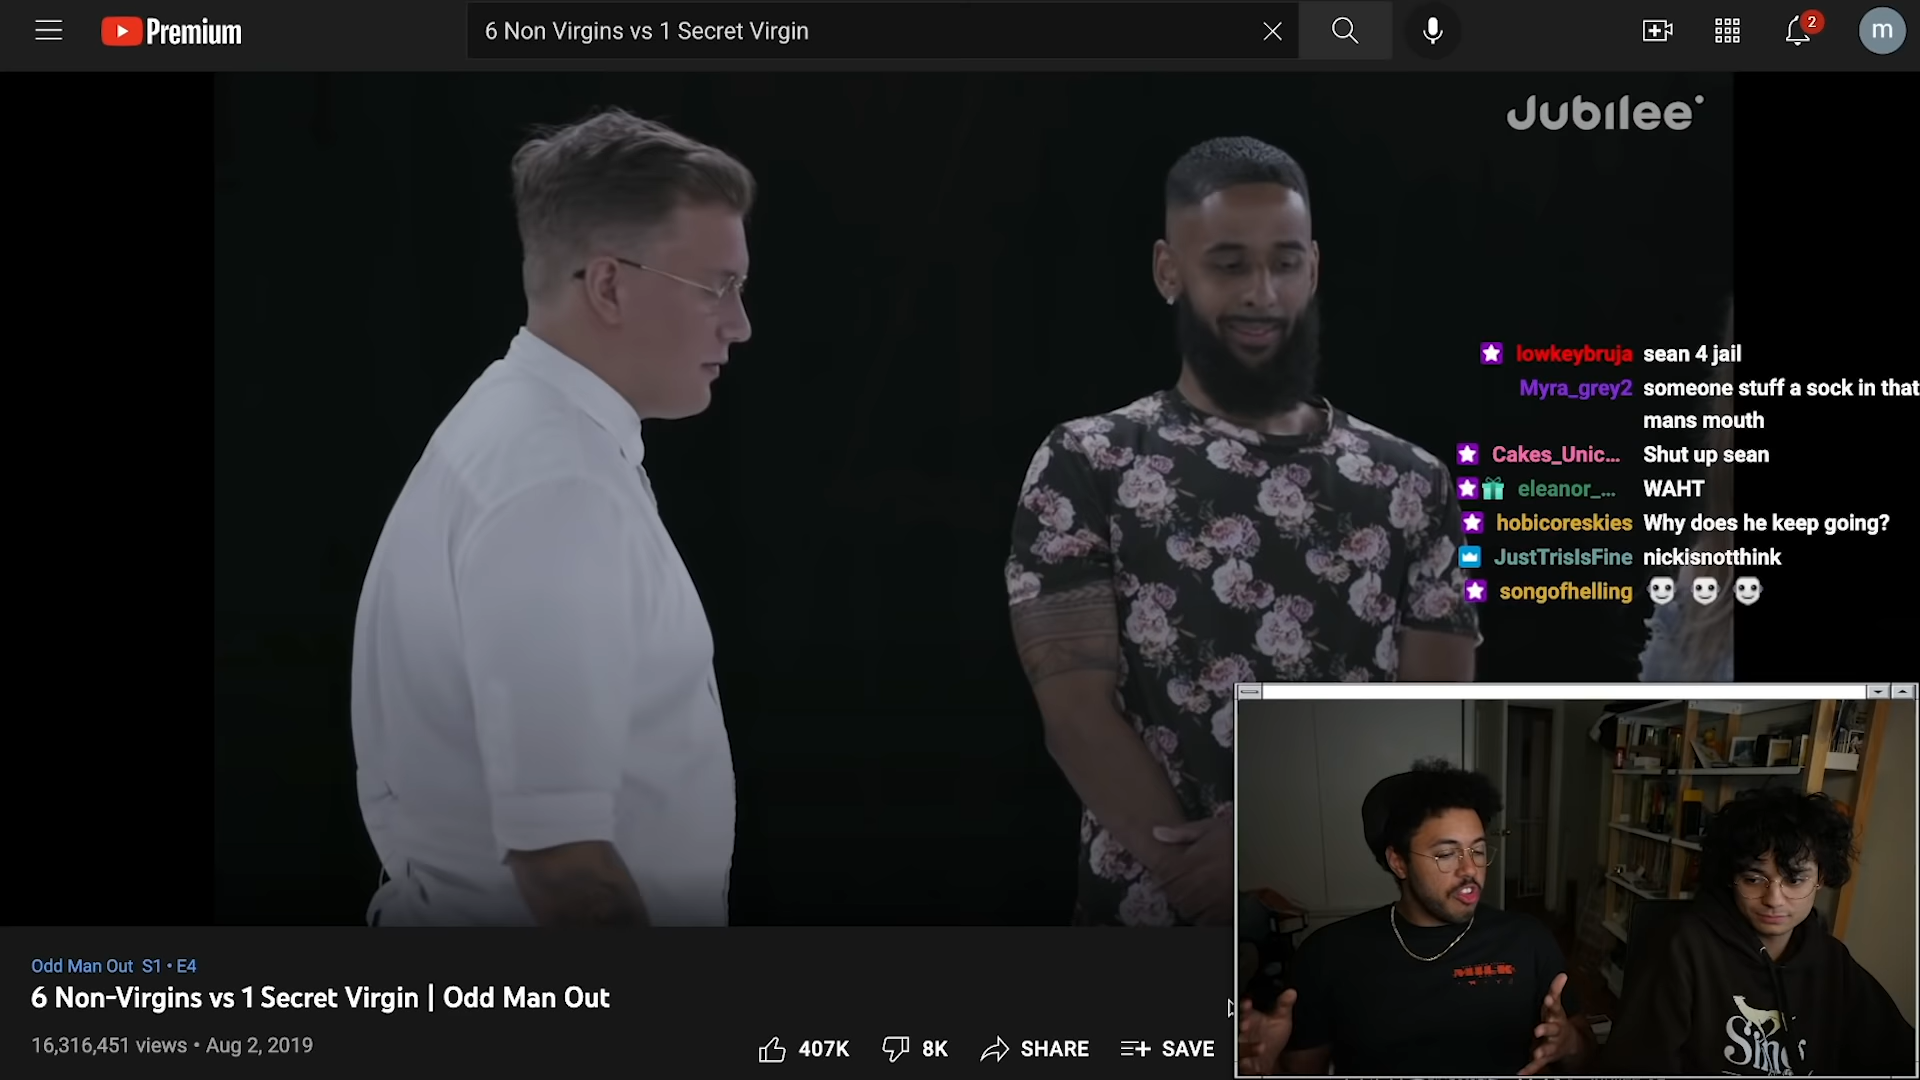 Premium
6 Non Virgins vs 1 Secret Virgin
2
m
Jubilee
lowkeybruja sean 4 jail
Myra_grey2 someone stuff a sock in that
mans mouth
Cakes_Unic... Shut up sean
eleanor_... WAHT
hobicoreskies Why does he keep going?
JustTrisIsFine nickisnotthink
songofhelling
MILK
Odd Man Out S1 • E4
6 Non-Virgins vs 1 Secret Virgin | Odd Man Out
16,316,451 views • Aug 2, 2019
407K
8K
SHARE
SAVE